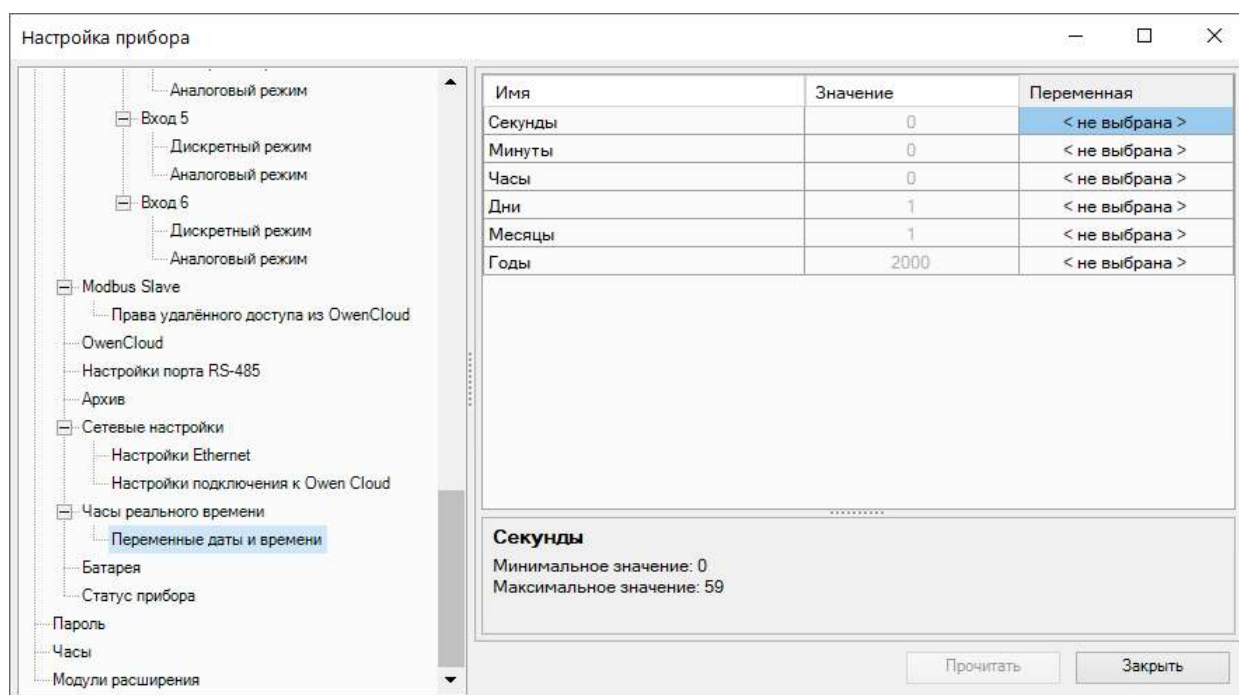 Настройка прибора
Аналоговый режим
Вход 5
Дискретный режим
Аналоговый режим
Вход 6
Дискретный режим
Аналоговый режим
Modbus Slave
Права удалённого доступа из OwenCloud
OwenCloud
Настройки порта RS-485
Архив
Сетевые настройки
Настройки Ethernet
Настройки подключения к Owen Cloud
Часы реального времени
Переменные даты и времени
Батарея
Статус прибора
Пароль
Часы
Модули расширения
Имя Значение Переменная
Секунды 0 < не выбрана >
Минуты 0 < не выбрана >
Часы 0 < не выбрана >
Дни 1 < не выбрана >
Месяцы 1 < не выбрана >
Годы 2000 < не выбрана >
Секунды
Минимальное значение: 0
Максимальное значение: 59
Прочитать Закрыть